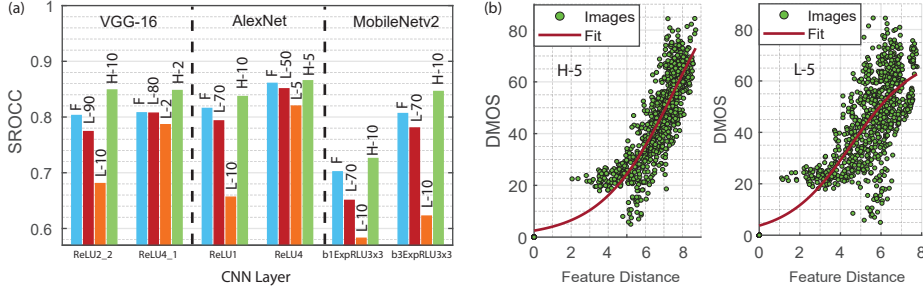 (a)
VGG-16
AlexNet
MobileNetv2
SROCC
1
0.9
0.8
0.7
0.6
F
L-90
L-10
H-10
F
L-80
L-2
H-2
F
L-70
L-10
H-10
F
L-50
L-5
H-5
F
L-70
L-10
H-10
F
L-70
L-10
H-10
ReLU2_2
ReLU4_1
ReLU1
ReLU4
b1ExpRLU3x3
b3ExpRLU3x3
CNN Layer
(b)
Images
Fit
H-5
DMOS
80
60
40
20
0
0
2
4
6
8
Feature Distance
Images
Fit
L-5
DMOS
80
60
40
20
0
0
2
4
6
8
Feature Distance